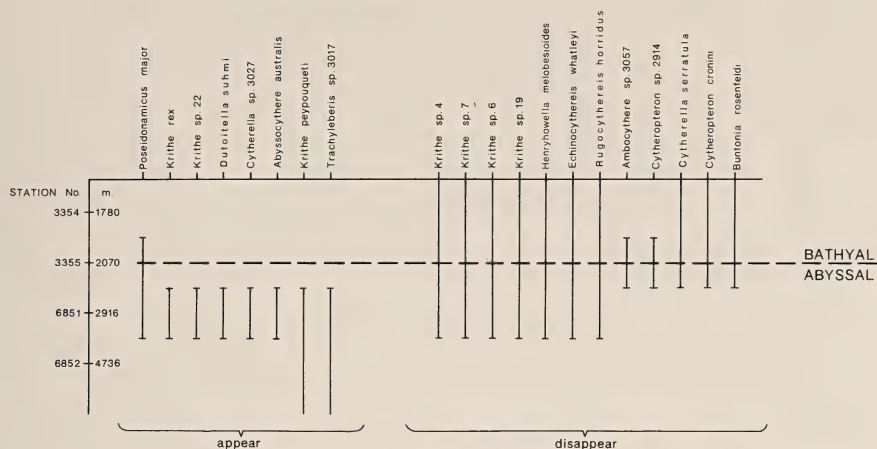 Poseidonamicus major
Krithe rex
Krithe sp. 22
Dutoitella suhmi
Cytherella sp. 3027
Abyssocythere australis
Krithe peypouqueti
Trachyleberis sp. 3017
Krithe sp. 4
Krithe sp. 7
Krithe sp. 6
Krithe sp. 19
Henryhowella melobesioides
Echinocythereis whatleyi
Rugocythereis horridus
Ambocythere sp. 3057
Cytheropteron sp. 2914
Cytherella serratula
Cytheropteron cronini
Buntonia rosenfeldi
STATION No. m.
3354 1780
3355 2070
6851 2916
6852 4736
BATHYAL
ABYSSAL
appear
disappear